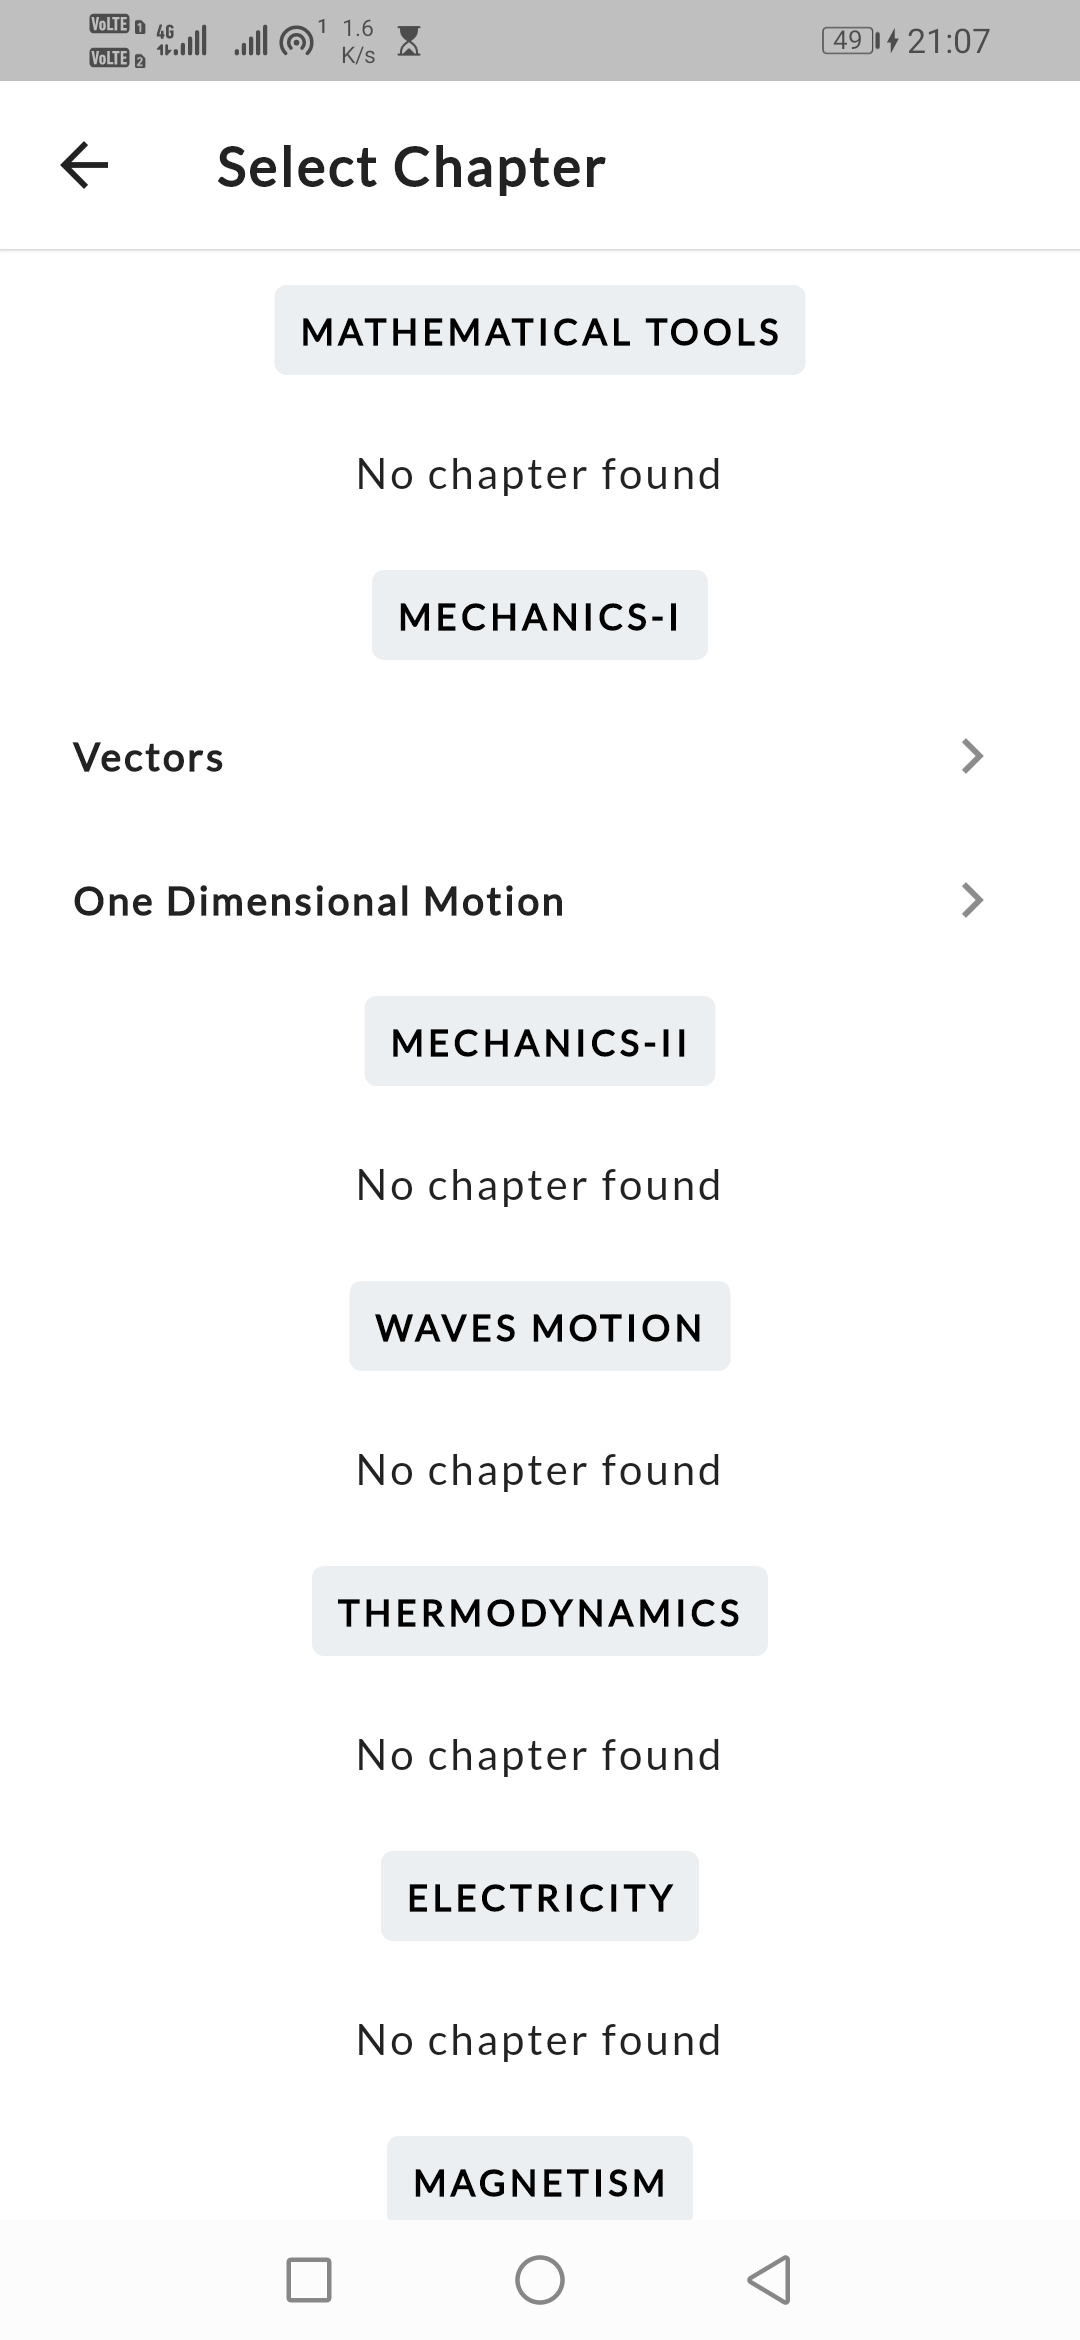 VoLTE 1 4G 1 1.6 49 21:07
VoLTE 2 K/s
Select Chapter
MATHEMATICAL TOOLS
No chapter found
MECHANICS-I
Vectors
One Dimensional Motion
MECHANICS-II
No chapter found
WAVES MOTION
No chapter found
THERMODYNAMICS
No chapter found
ELECTRICITY
No chapter found
MAGNETISM